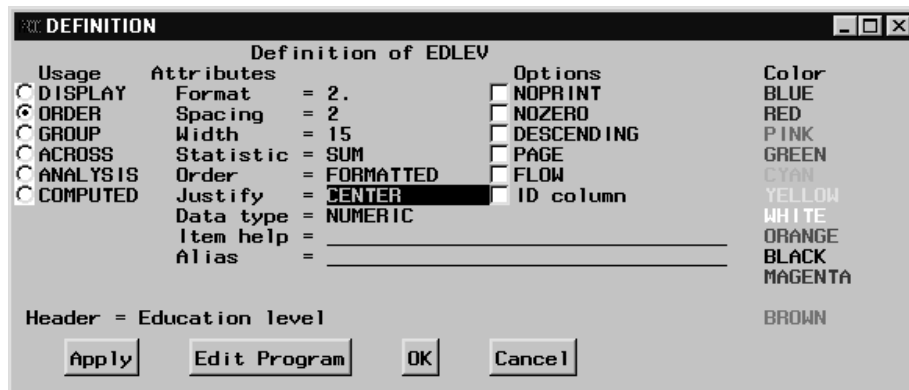 DEFINITION
Definition of EDLEV
Usage Attributes Options Color
DISPLAY Format = 2. NOPRINT BLUE
ORDER Spacing = 2 NOZERO RED
GROUP Width = 15 DESCENDING PINK
ACROSS Statistic = SUM PAGE GREEN
ANALYSIS Order = FORMATTED FLOW CYAN
COMPUTED Justify = CENTER ID column YELLOW
Data type = NUMERIC WHITE
Item help = ORANGE
Alias = BLACK
MAGENTA
Header = Education level BROWN
Apply Edit Program OK Cancel